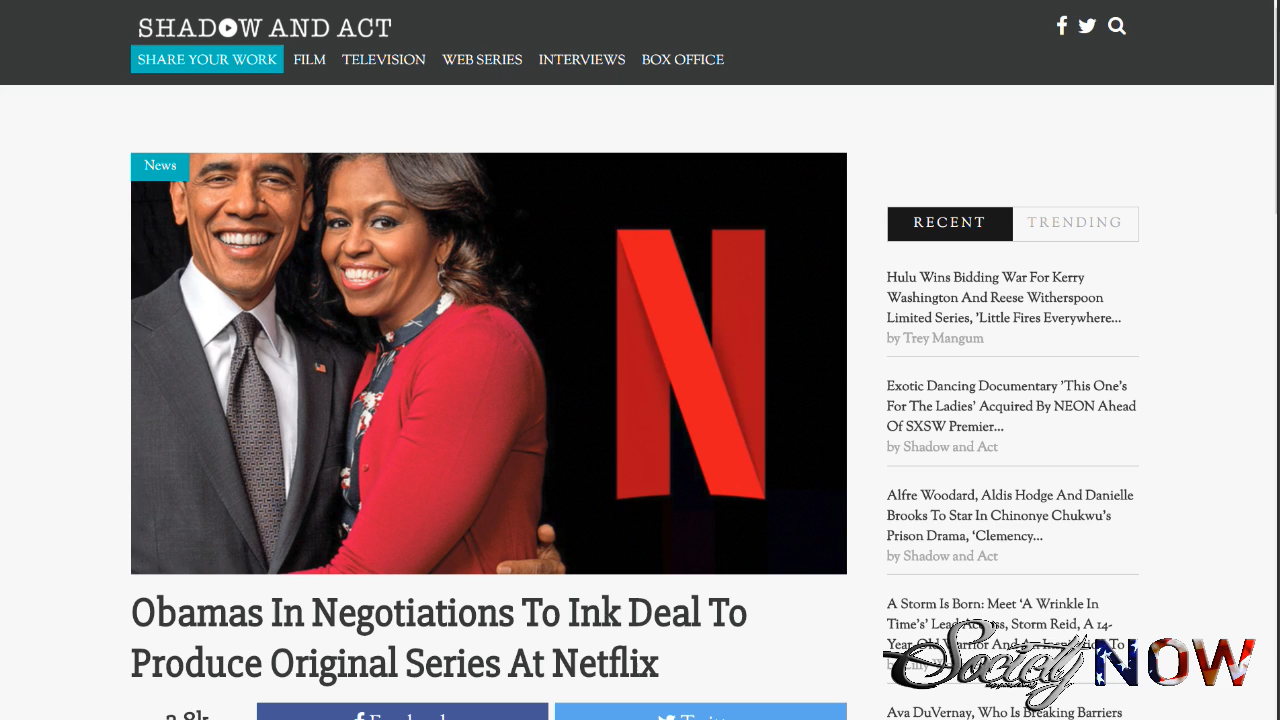 SHADOW AND ACT
SHARE YOUR WORK FILM TELEVISION WEB SERIES INTERVIEWS BOX OFFICE
News
N
Obamas In Negotiations To Ink Deal To
Produce Original Series At Netflix
RECENT TRENDING
Hulu Wins Bidding War For Kerry
Washington And Reese Witherspoon
Limited Series, 'Little Fires Everywhere...
by Trey Mangum
Exotic Dancing Documentary 'This One's
For The Ladies' Acquired By NEON Ahead
Of SXSW Premier...
by Shadow and Act
Alfre Woodard, Aldis Hodge And Danielle
Brooks To Star In Chinonye Chukwu's
Prison Drama, 'Clemency...
by Shadow and Act
A Storm Is Born: Meet 'A Wrinkle In
Time's' Storm Reid, A 14-
To
Society NOW
Ava DuVernay, Who Is Breaking Barriers